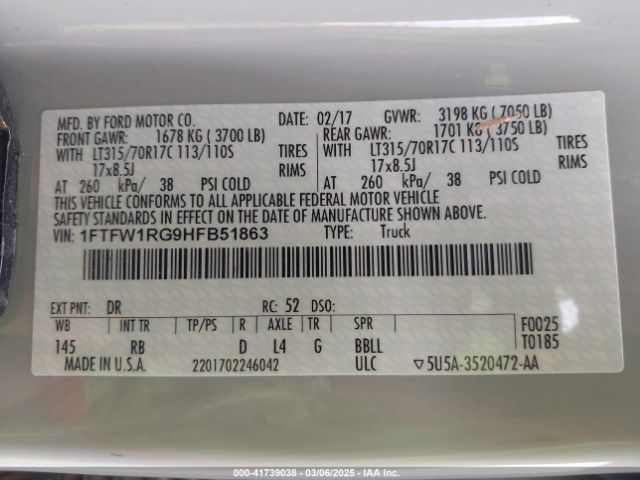 MFD. BY FORD MOTOR CO. DATE: 02/17 GVWR: 3198 KG ( 7050 LB)
FRONT GAWR: 1678 KG ( 3700 LB) REAR GAWR: 1701 KG ( 3750 LB)
WITH LT315/70R17C 113/110S TIRES WITH LT315/70R17C 113/110S TIRES
17x8.5J RIMS 17x8.5J RIMS
AT 260 kPa/ 38 PSI COLD AT 260 kPa/ 38 PSI COLD
THIS VEHICLE CONFORMS TO ALL APPLICABLE FEDERAL MOTOR VEHICLE
SAFETY STANDARDS IN EFFECT ON THE DATE OF MANUFACTURE SHOWN ABOVE.
VIN: 1FTFW1RG9HFB51863 TYPE: Truck
EXT PNT: DR RC: 52 DSO:
WB INT TR TP/PS R AXLE TR SPR F0025
145 RB D L4 G BBLL T0185
MADE IN U.S.A. 2201702246042 ULC ▽5U5A-3520472-AA
000-41739038 | 03/06/2025 | IAAI.com